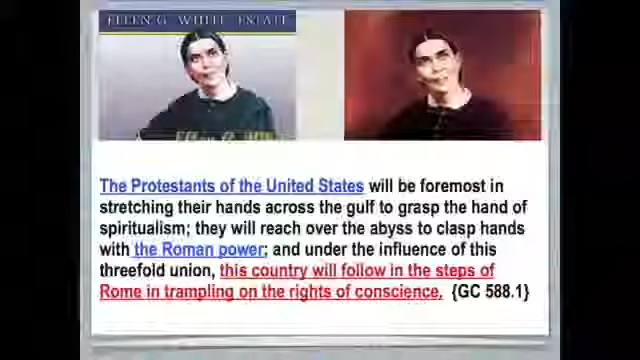 ELLEN G. WHITE ESTATE
Ellen G. Whi
The Protestants of the United States will be foremost in
stretching their hands across the gulf to grasp the hand of
spiritualism; they will reach over the abyss to clasp hands
with the Roman power; and under the influence of this
threefold union, this country will follow in the steps of
Rome in trampling on the rights of conscience. {GC 588.1}